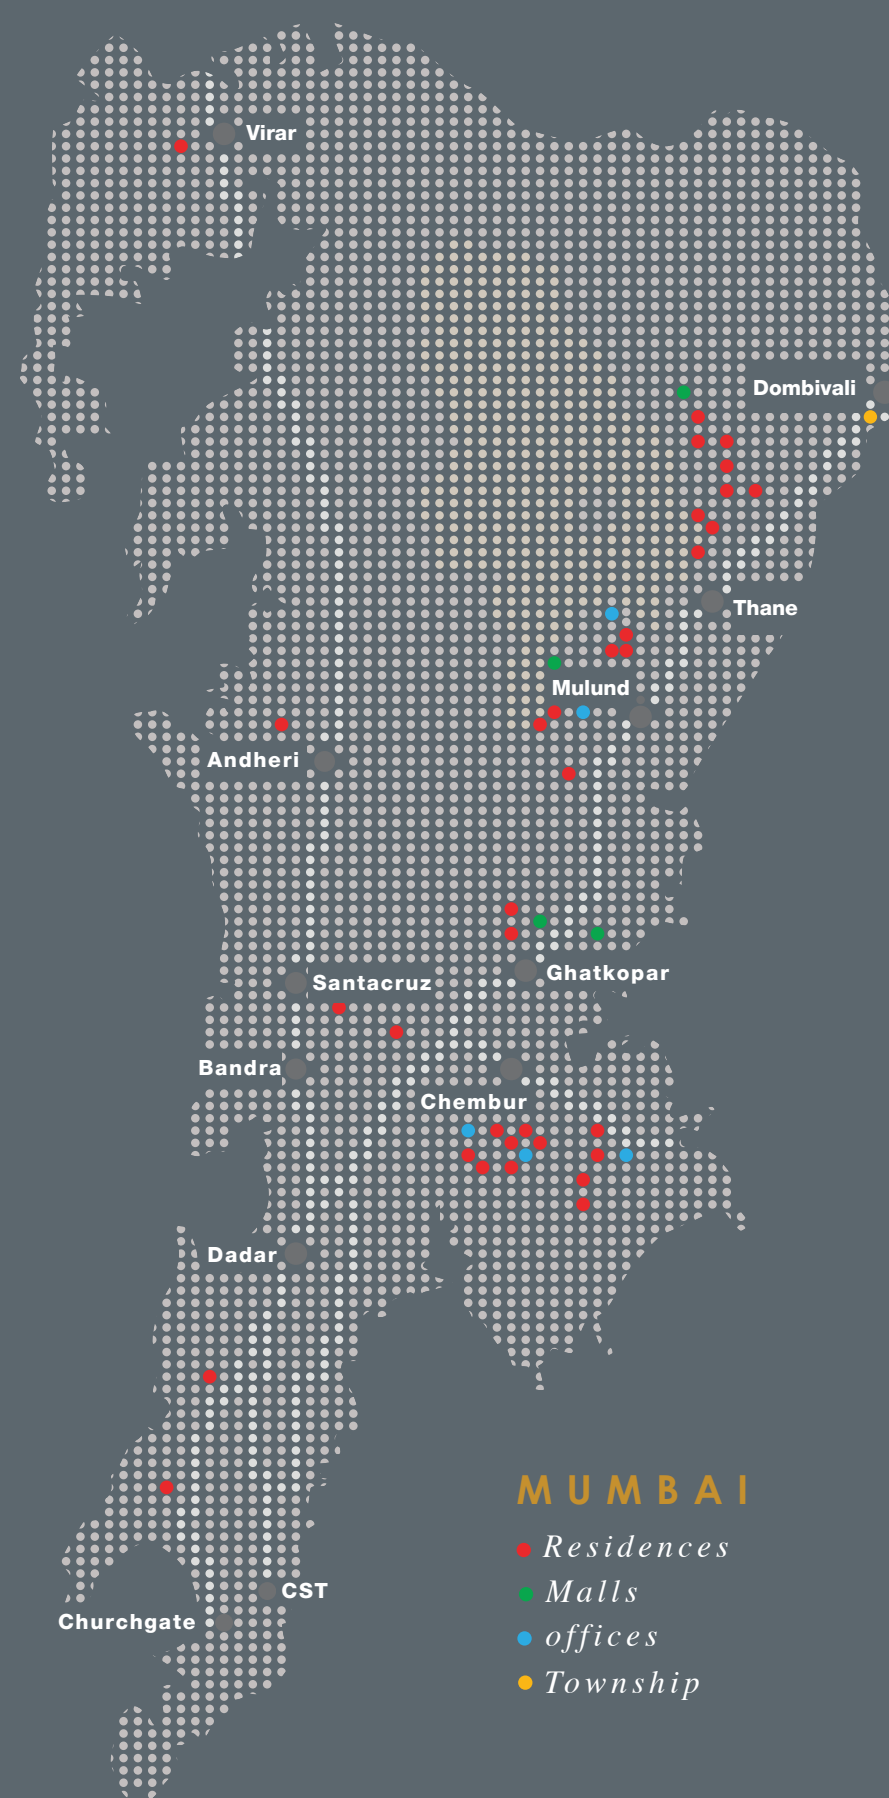 Virar
Dombivali
Thane
Mulund
Andheri
Ghatkopar
Santacruz
Bandra
Chembur
Dadar
MUMBAI
Residences
Malls
offices
Township
CST
Churchgate